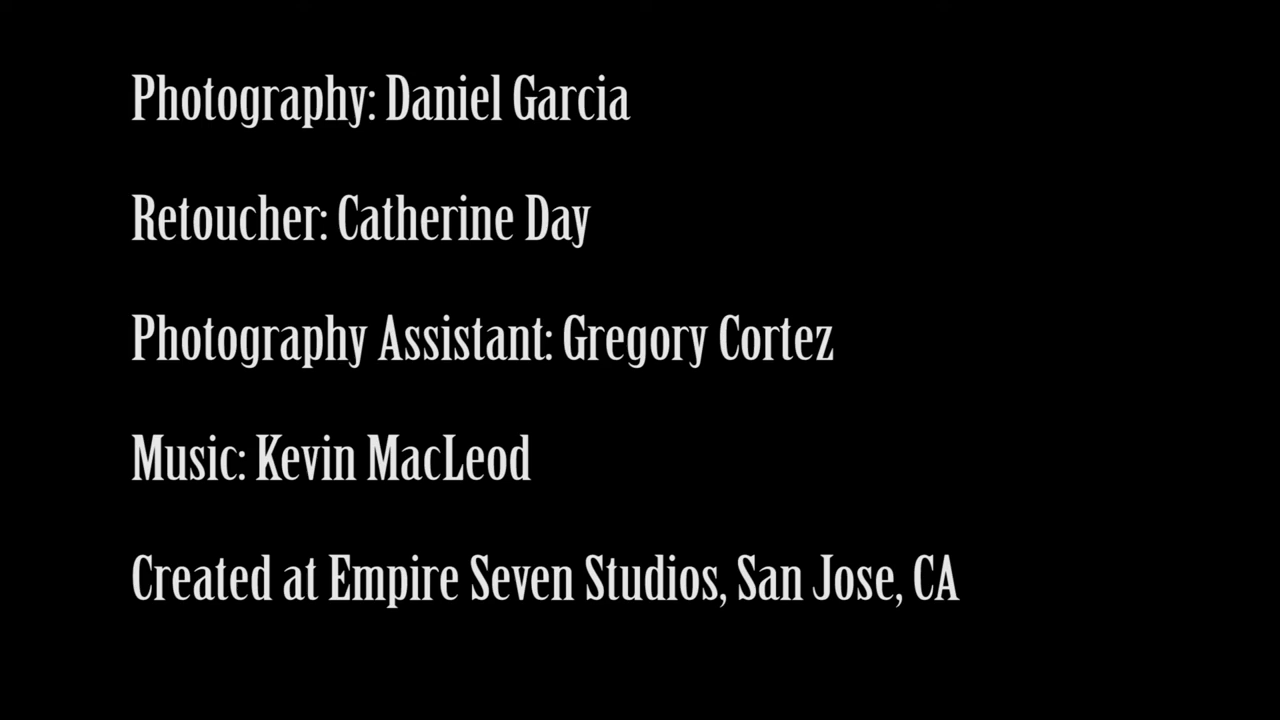 Photography: Daniel Garcia
Retoucher: Catherine Day
Photography Assistant: Gregory Cortez
Music: Kevin MacLeod
Created at Empire Seven Studios, San Jose, CA